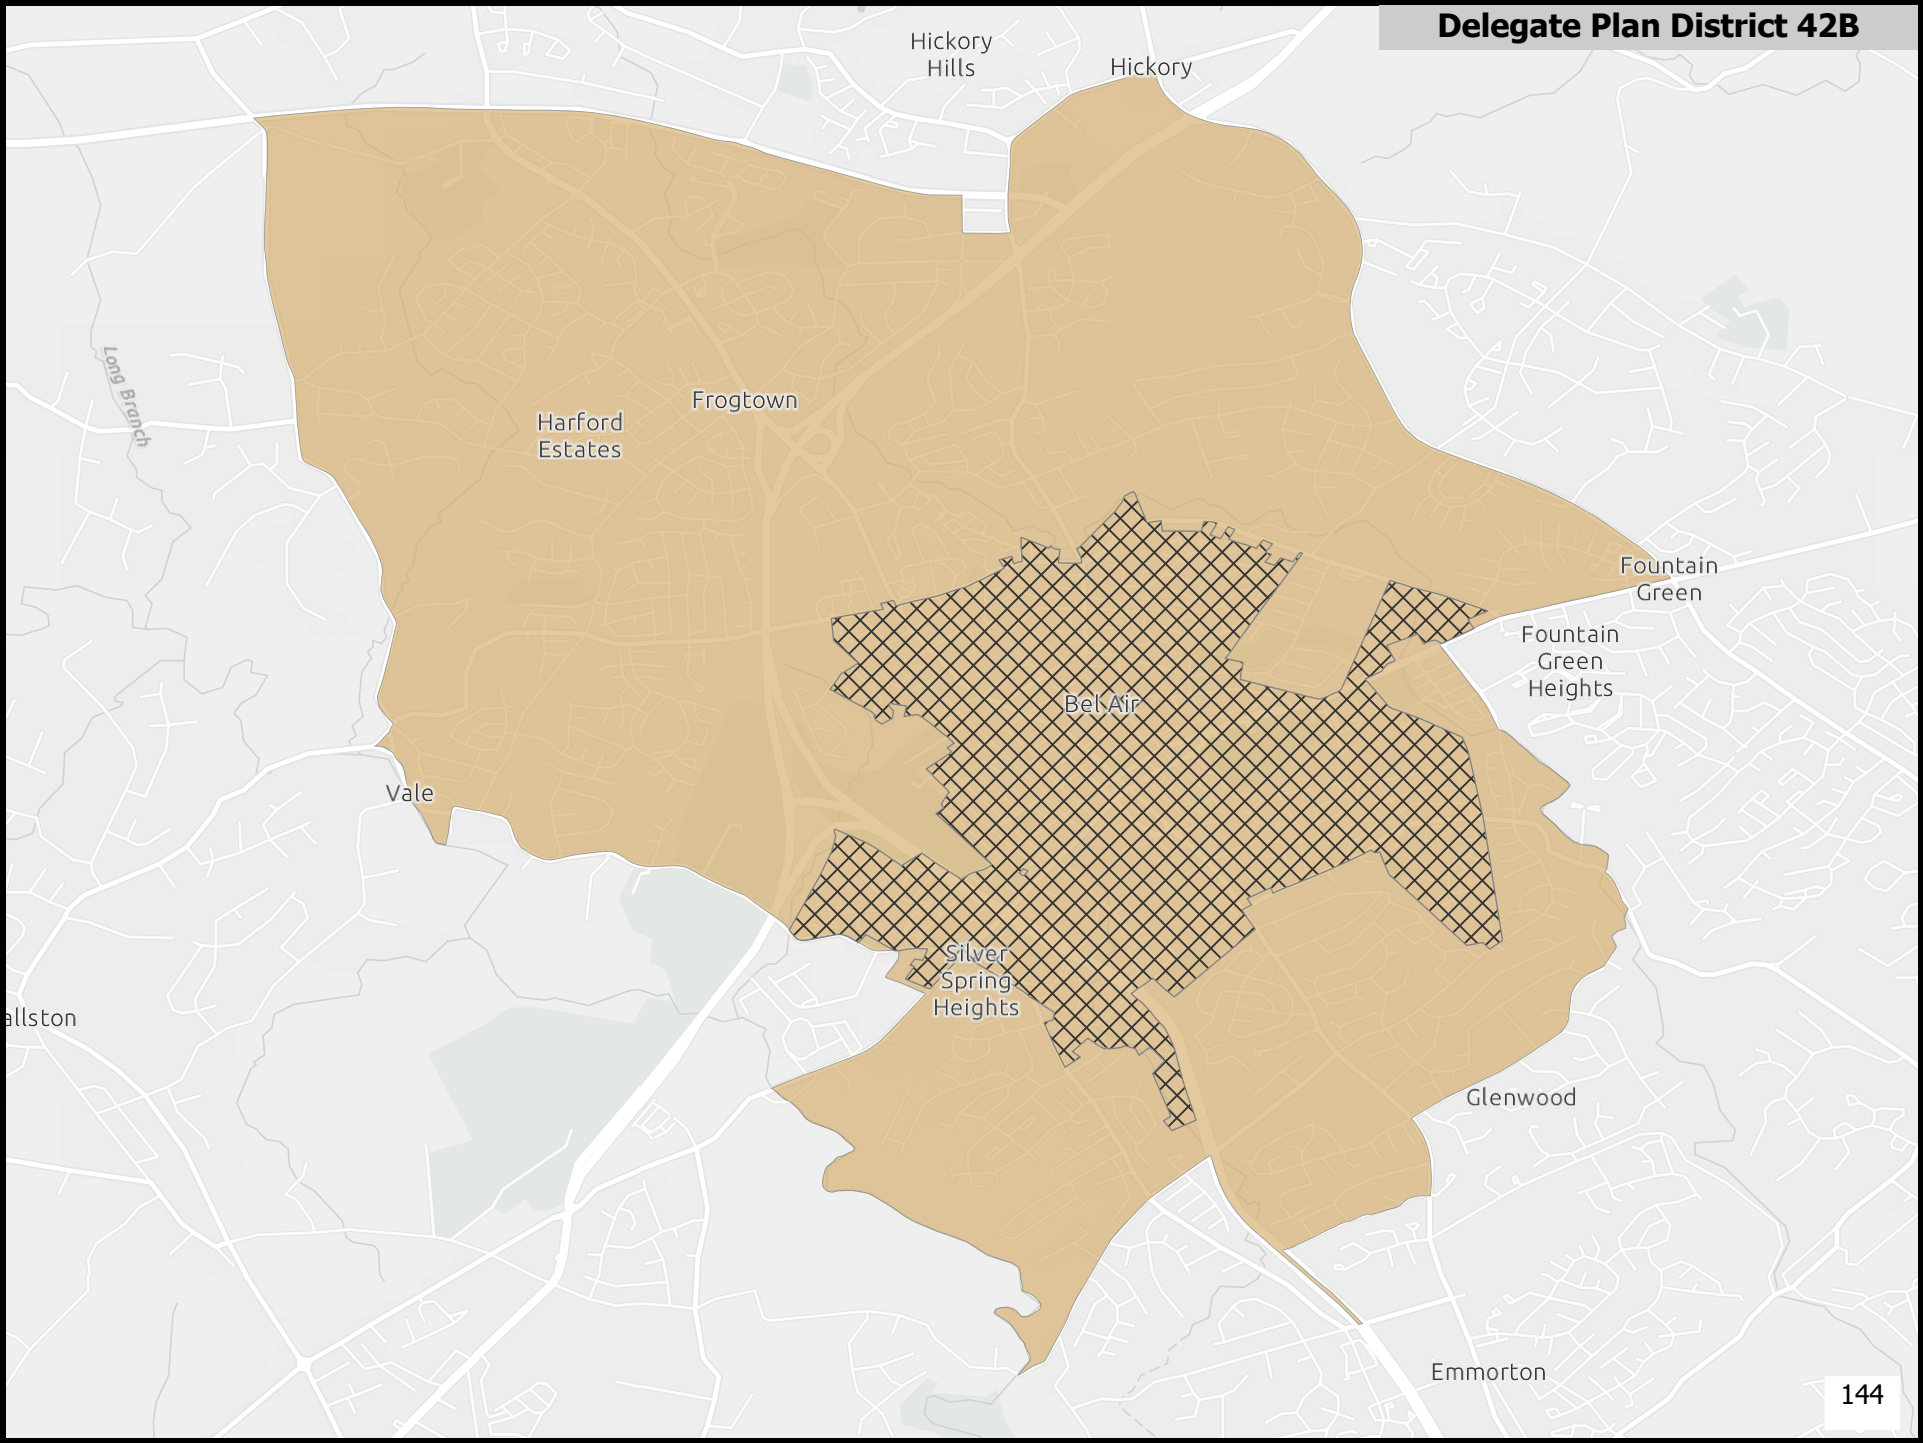 Delegate Plan District 42B
Hickory
Hills
Hickory
Long Branch
Frogtown
Harford
Estates
Fountain
Green
Fountain
Green
Heights
Bel Air
Vale
Silver
Spring
Heights
allston
Glenwood
Emmorton
144